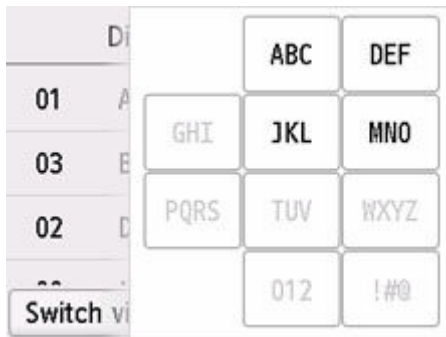 Di
ABC DEF
01 A
GHI JKL MNO
03 E
PQRS TUV WXYZ
02 D
012 !#@
Switch vi